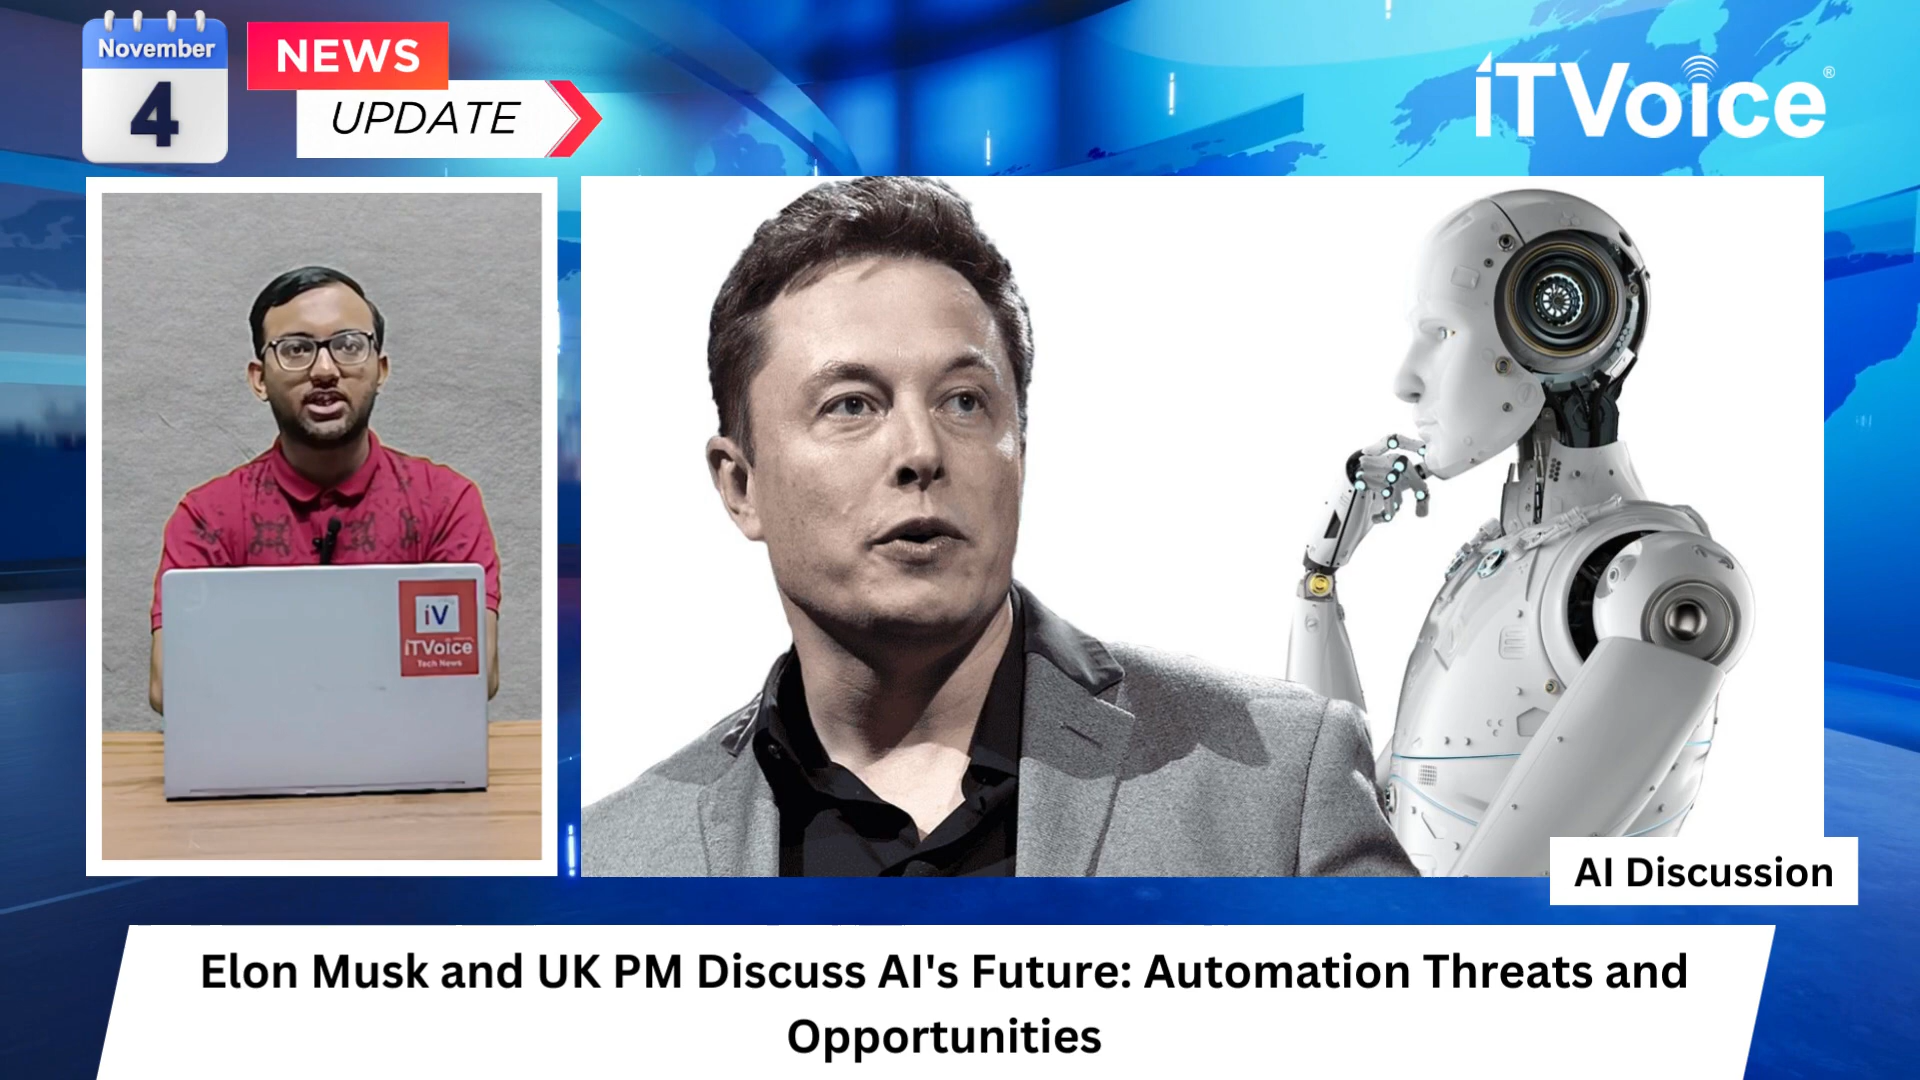 November
4
NEWS
UPDATE
iTVoice®
iV
iTVoice
Tech News
AI Discussion
Elon Musk and UK PM Discuss AI's Future: Automation Threats and
Opportunities